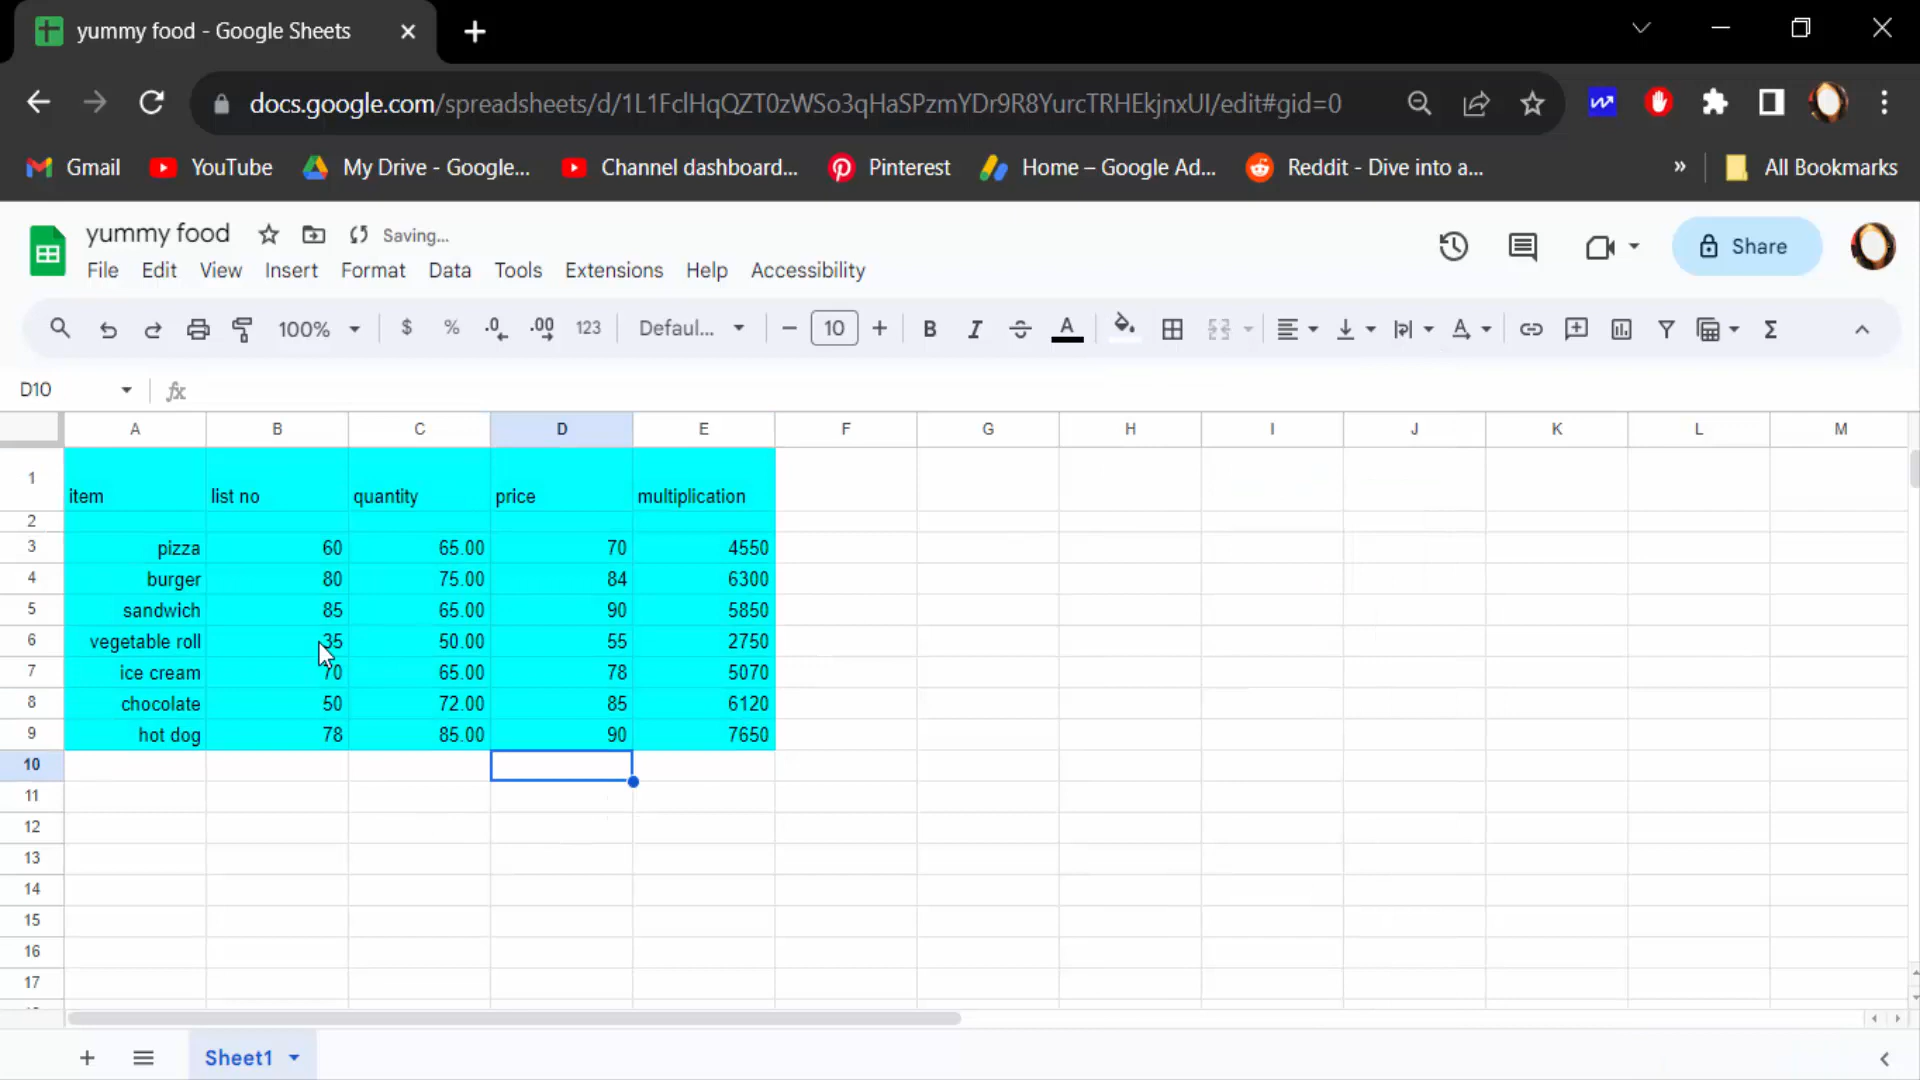 yummy food - Google Sheets
docs.google.com/spreadsheets/d/1L1FclHqQZT0zWSo3qHaSPzmYDr9R8YurcTRHEkjnxUI/edit#gid=0
Gmail YouTube My Drive - Google... Channel dashboard... Pinterest Home – Google Ad... Reddit - Dive into a... » All Bookmarks
yummy food Saving... Share
File Edit View Insert Format Data Tools Extensions Help Accessibility
100% $ % .0 .00 123 Defaul... 10 B I S A Σ
D10 fx
A B C D E F G H I J K L M
1 item list no quantity price multiplication
2
3 pizza 60 65.00 70 4550
4 burger 80 75.00 84 6300
5 sandwich 85 65.00 90 5850
6 vegetable roll 35 50.00 55 2750
7 ice cream 70 65.00 78 5070
8 chocolate 50 72.00 85 6120
9 hot dog 78 85.00 90 7650
10
11
12
13
14
15
16
17
Sheet1